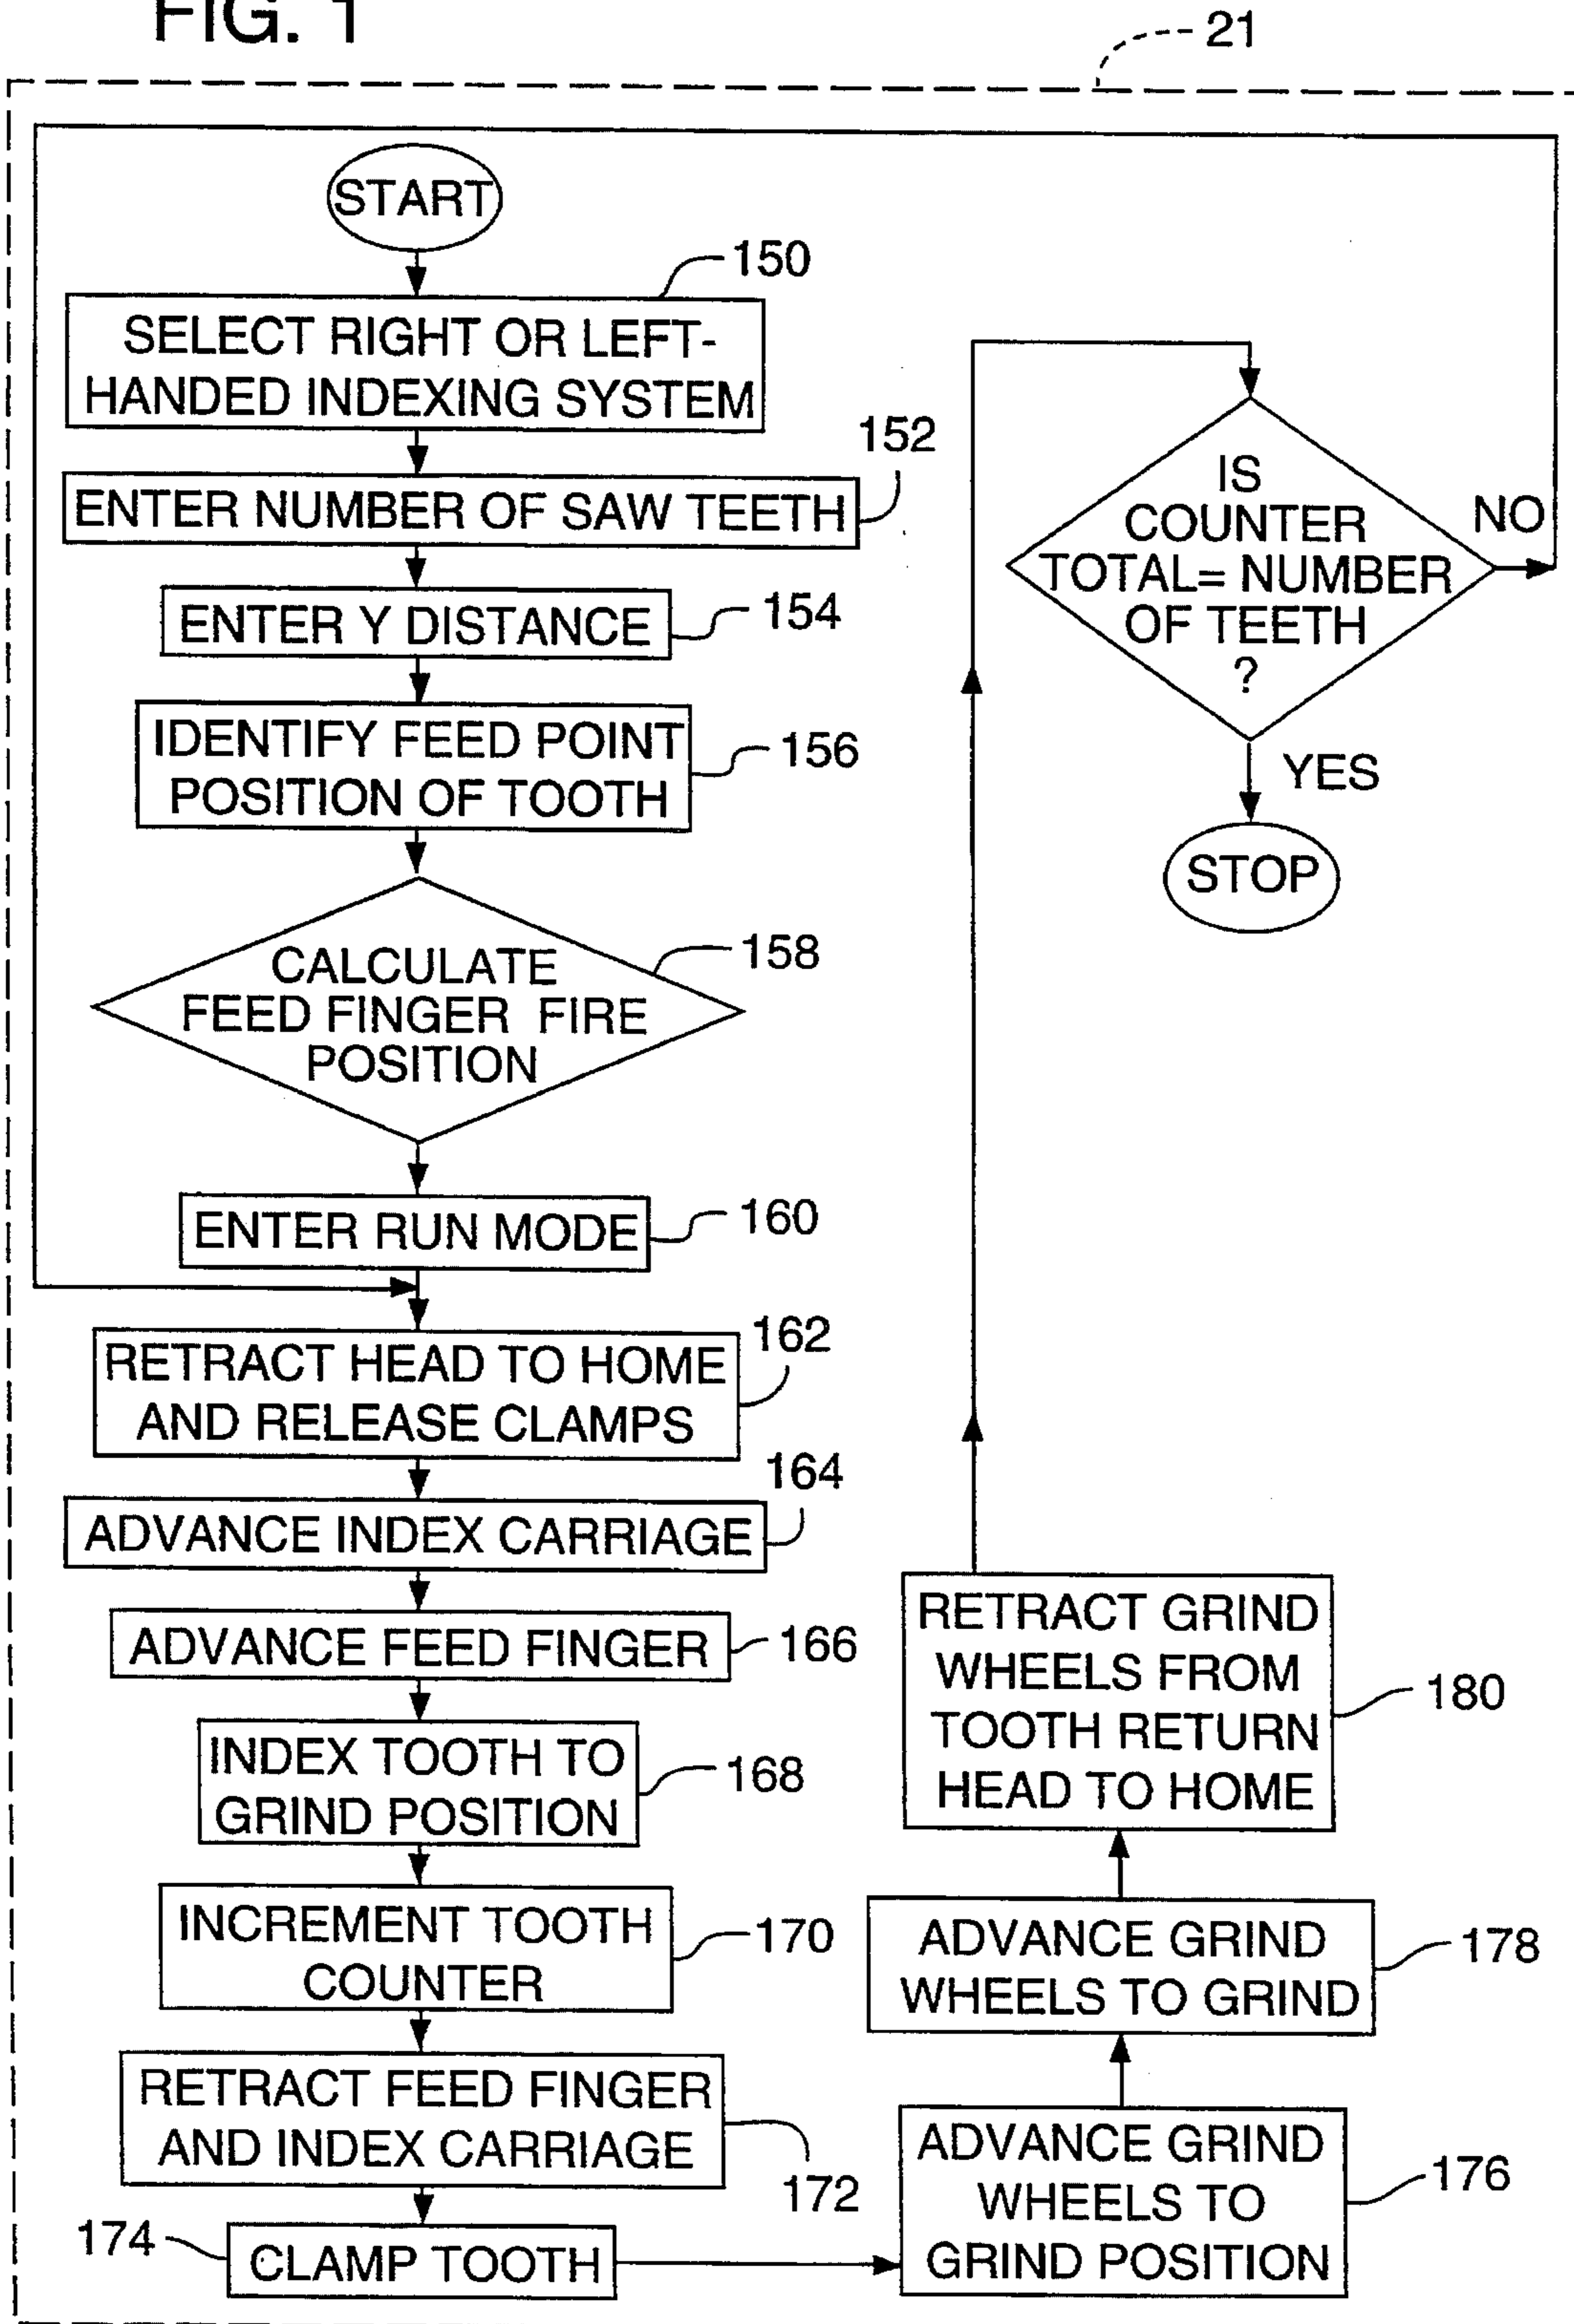 FIG. 1
21
START
150
SELECT RIGHT OR LEFT-
HANDED INDEXING SYSTEM
152
ENTER NUMBER OF SAW TEETH
ENTER Y DISTANCE
154
IDENTIFY FEED POINT
POSITION OF TOOTH
156
CALCULATE
FEED FINGER FIRE
POSITION
158
ENTER RUN MODE
160
RETRACT HEAD TO HOME
AND RELEASE CLAMPS
162
164
ADVANCE INDEX CARRIAGE
ADVANCE FEED FINGER
166
INDEX TOOTH TO
GRIND POSITION
168
INCREMENT TOOTH
COUNTER
170
RETRACT FEED FINGER
AND INDEX CARRIAGE
172
174
CLAMP TOOTH
ADVANCE GRIND
WHEELS TO
GRIND POSITION
176
ADVANCE GRIND
WHEELS TO GRIND
178
RETRACT GRIND
WHEELS FROM
TOOTH RETURN
HEAD TO HOME
180
IS
COUNTER
TOTAL= NUMBER
OF TEETH
?
NO
YES
STOP